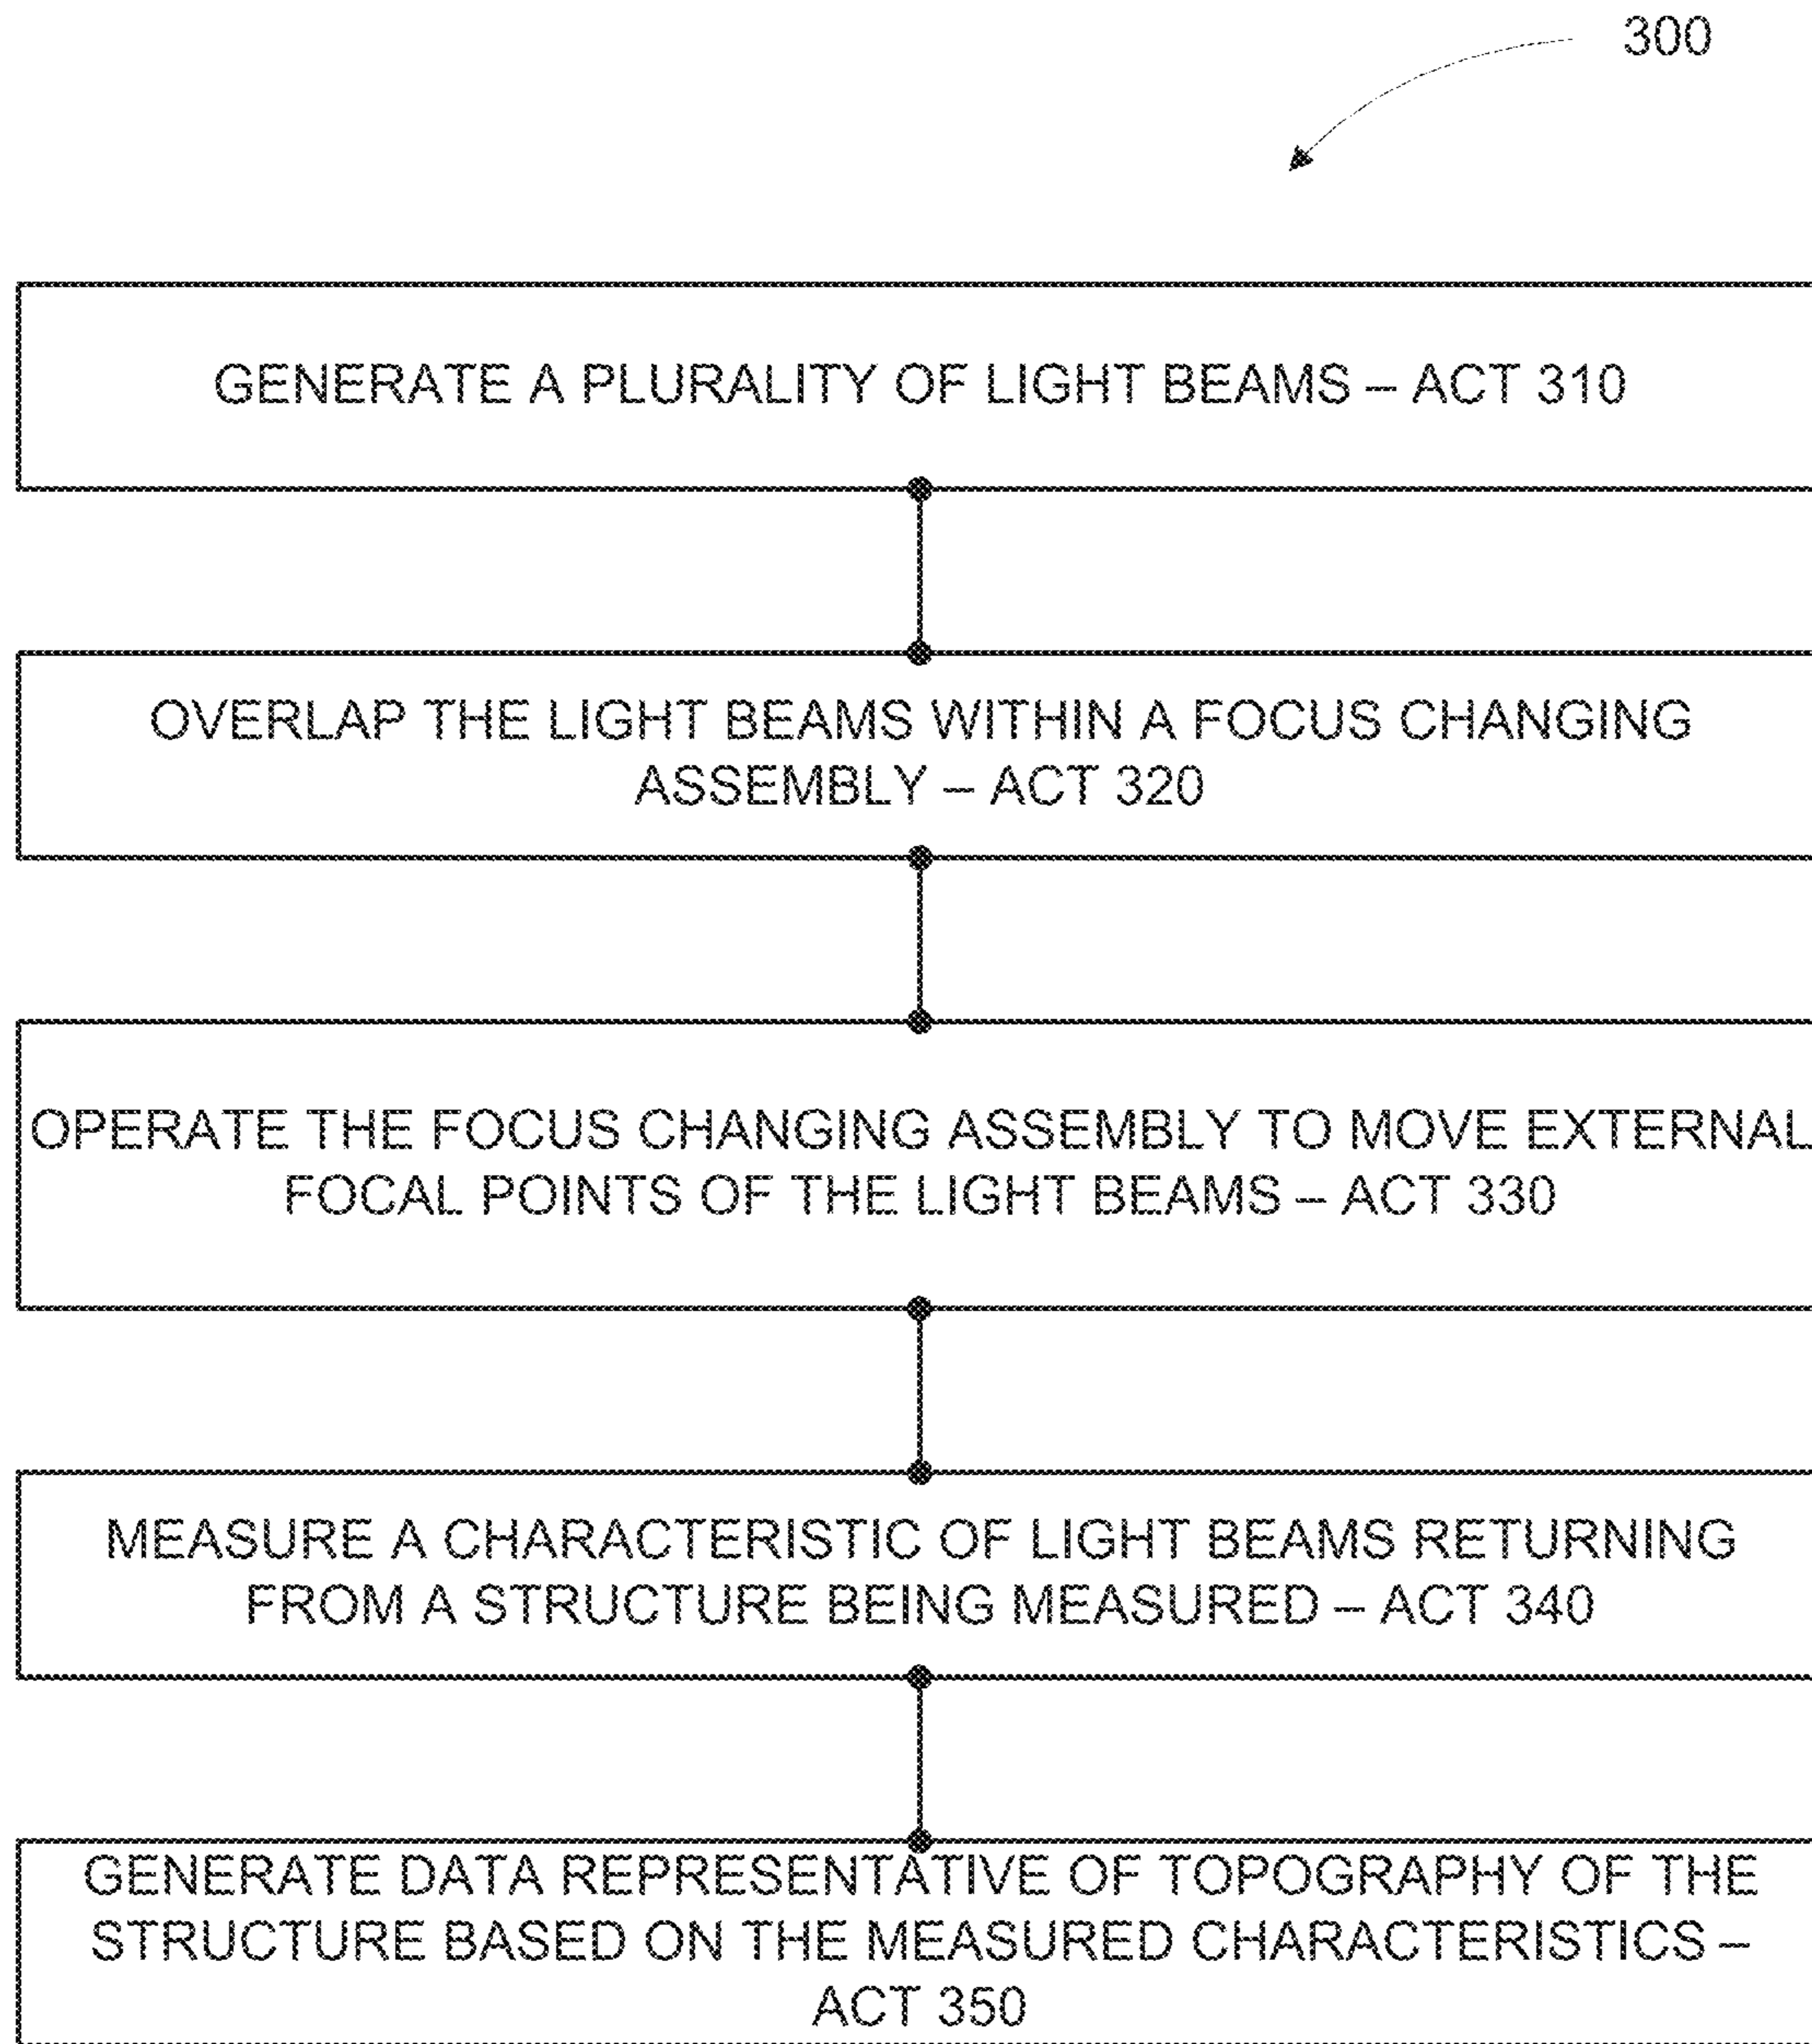 300
GENERATE A PLURALITY OF LIGHT BEAMS – ACT 310
OVERLAP THE LIGHT BEAMS WITHIN A FOCUS CHANGING
ASSEMBLY – ACT 320
OPERATE THE FOCUS CHANGING ASSEMBLY TO MOVE EXTERNAL
FOCAL POINTS OF THE LIGHT BEAMS – ACT 330
MEASURE A CHARACTERISTIC OF LIGHT BEAMS RETURNING
FROM A STRUCTURE BEING MEASURED – ACT 340
GENERATE DATA REPRESENTATIVE OF TOPOGRAPHY OF THE
STRUCTURE BASED ON THE MEASURED CHARACTERISTICS –
ACT 350